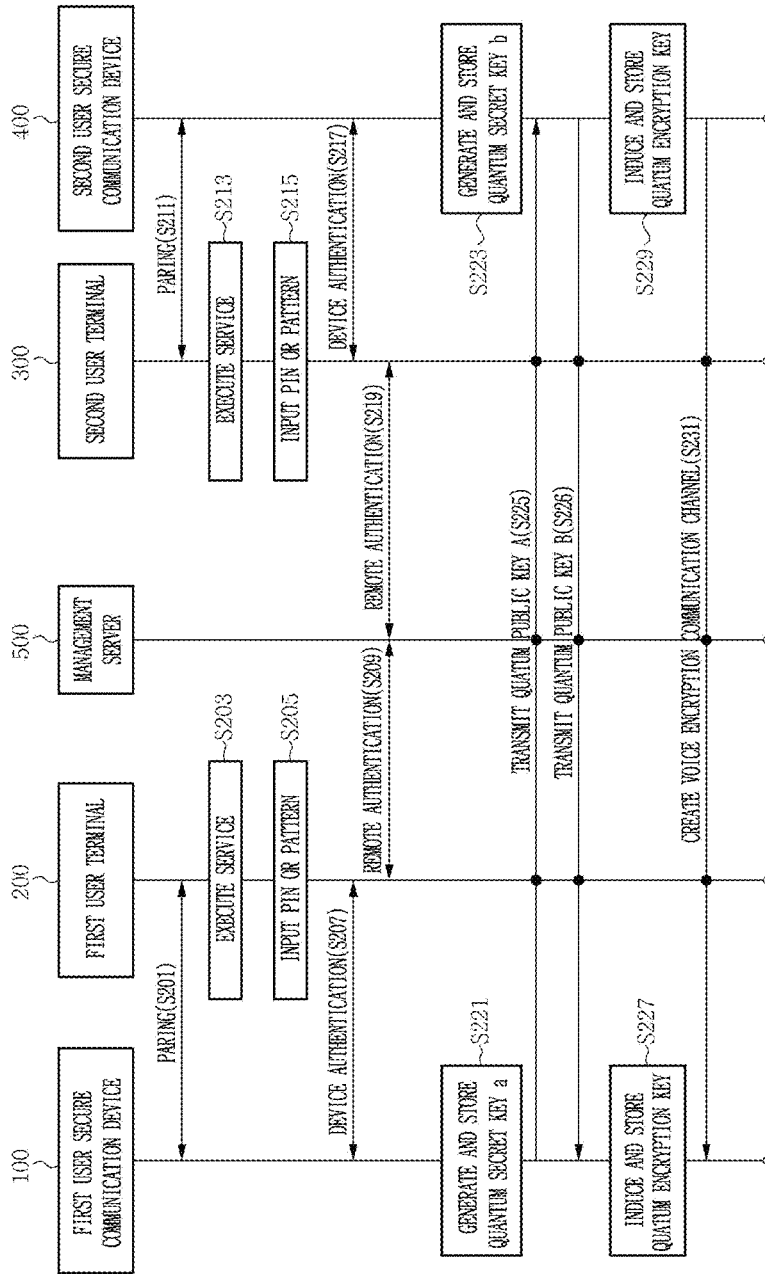 100
200
500
300
400
FIRST USER SECURE
COMMUNICATION DEVICE
FIRST USER TERMINAL
MANAGEMENT
SERVER
SECOND USER TERMINAL
SECOND USER SECURE
COMMUNICATION DEVICE
PARING(S201)
PARING(S211)
EXECUTE SERVICE
S203
EXECUTE SERVICE
S213
INPUT PIN OR PATTERN
S205
INPUT PIN OR PATTERN
S215
DEVICE AUTHENTICATION(S207)
DEVICE AUTHENTICATION(S217)
REMOTE AUTHENTICATION(S209)
REMOTE AUTHENTICATION(S219)
GENERATE AND STORE
QUANTUM SECRET KEY a
S221
GENERATE AND STORE
QUANTUM SECRET KEY b
S223
TRANSMIT QUATUM PUBLIC KEY A(S225)
TRANSMIT QUANTUM PUBLIC KEY B(S226)
INDUCE AND STORE
QUATUM ENCRYPTION KEY
S227
INDUCE AND STORE
QUATUM ENCRYPTION KEY
S229
CREATE VOICE ENCRYPTION COMMUNICATION CHANNEL(S231)